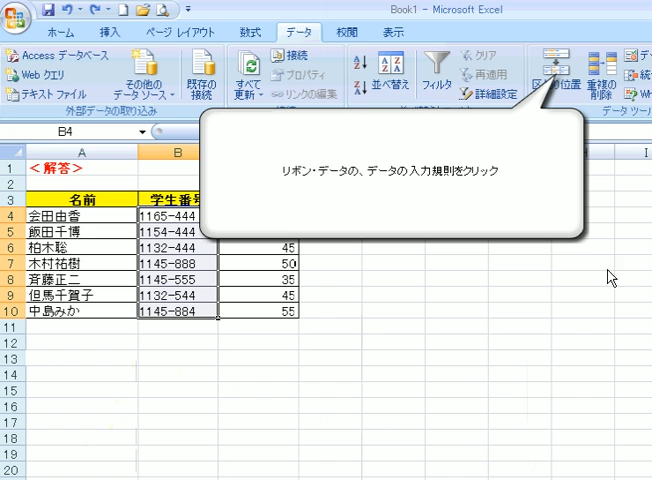 Book1 - Microsoft Excel
ホーム 挿入 ページ レイアウト 数式 データ 校閲 表示
Access データベース
Web クエリ
テキスト ファイル
その他の
データ ソース
既存の
接続
外部データの取り込み
すべて
更新
接続
プロパティ
リンクの編集
並べ替え
フィルタ
クリア
再適用
詳細設定
位置
重複の
削除
データ ツー
B4
リボン・データの、データの入力規則をクリック
A B I
1 <解答>
2
3 名前 学生番号
4 会田由香 1165-444
5 飯田千博 1154-444
6 柏木聡 1132-444 45
7 木村祐樹 1145-888 50
8 斉藤正二 1145-555 35
9 但馬千賀子 1132-544 45
10 中島みか 1145-884 55
11
12
13
14
15
16
17
18
19
20